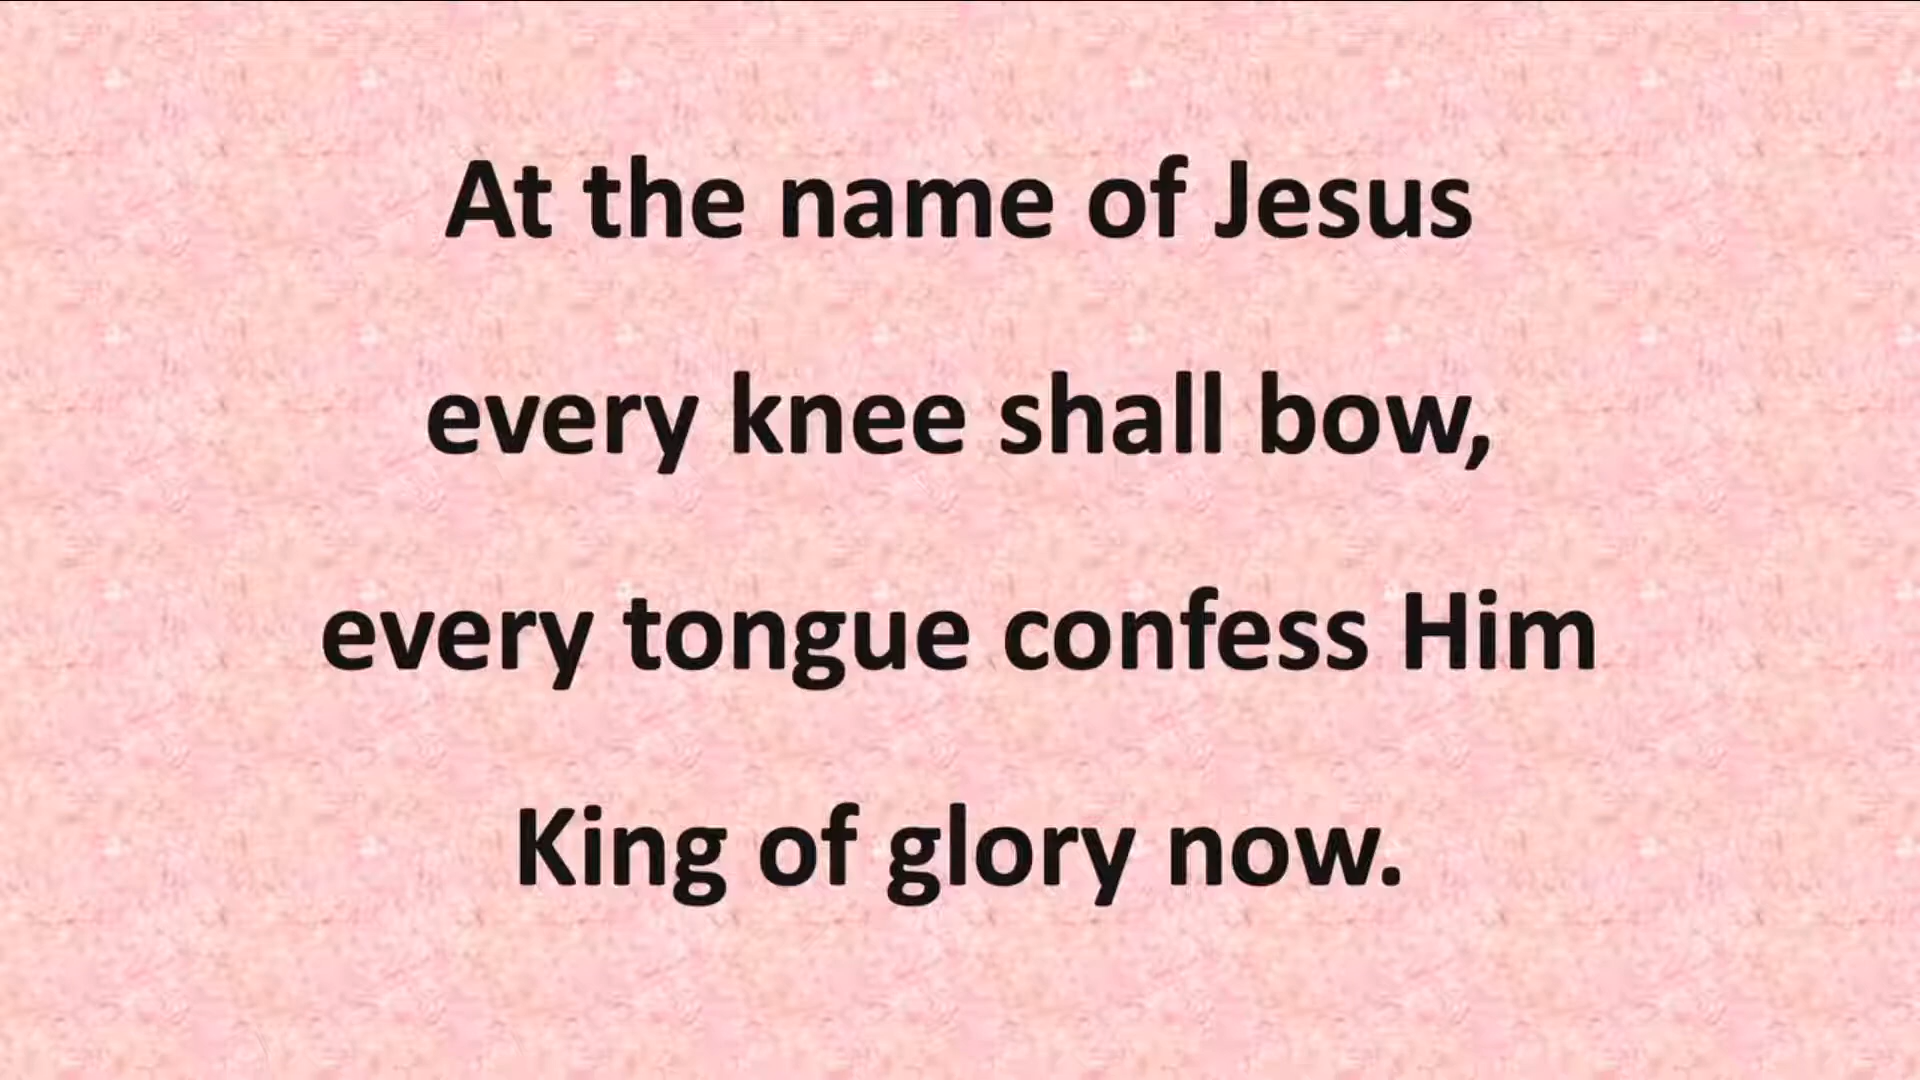 At the name of Jesus
every knee shall bow,
every tongue confess Him
King of glory now.